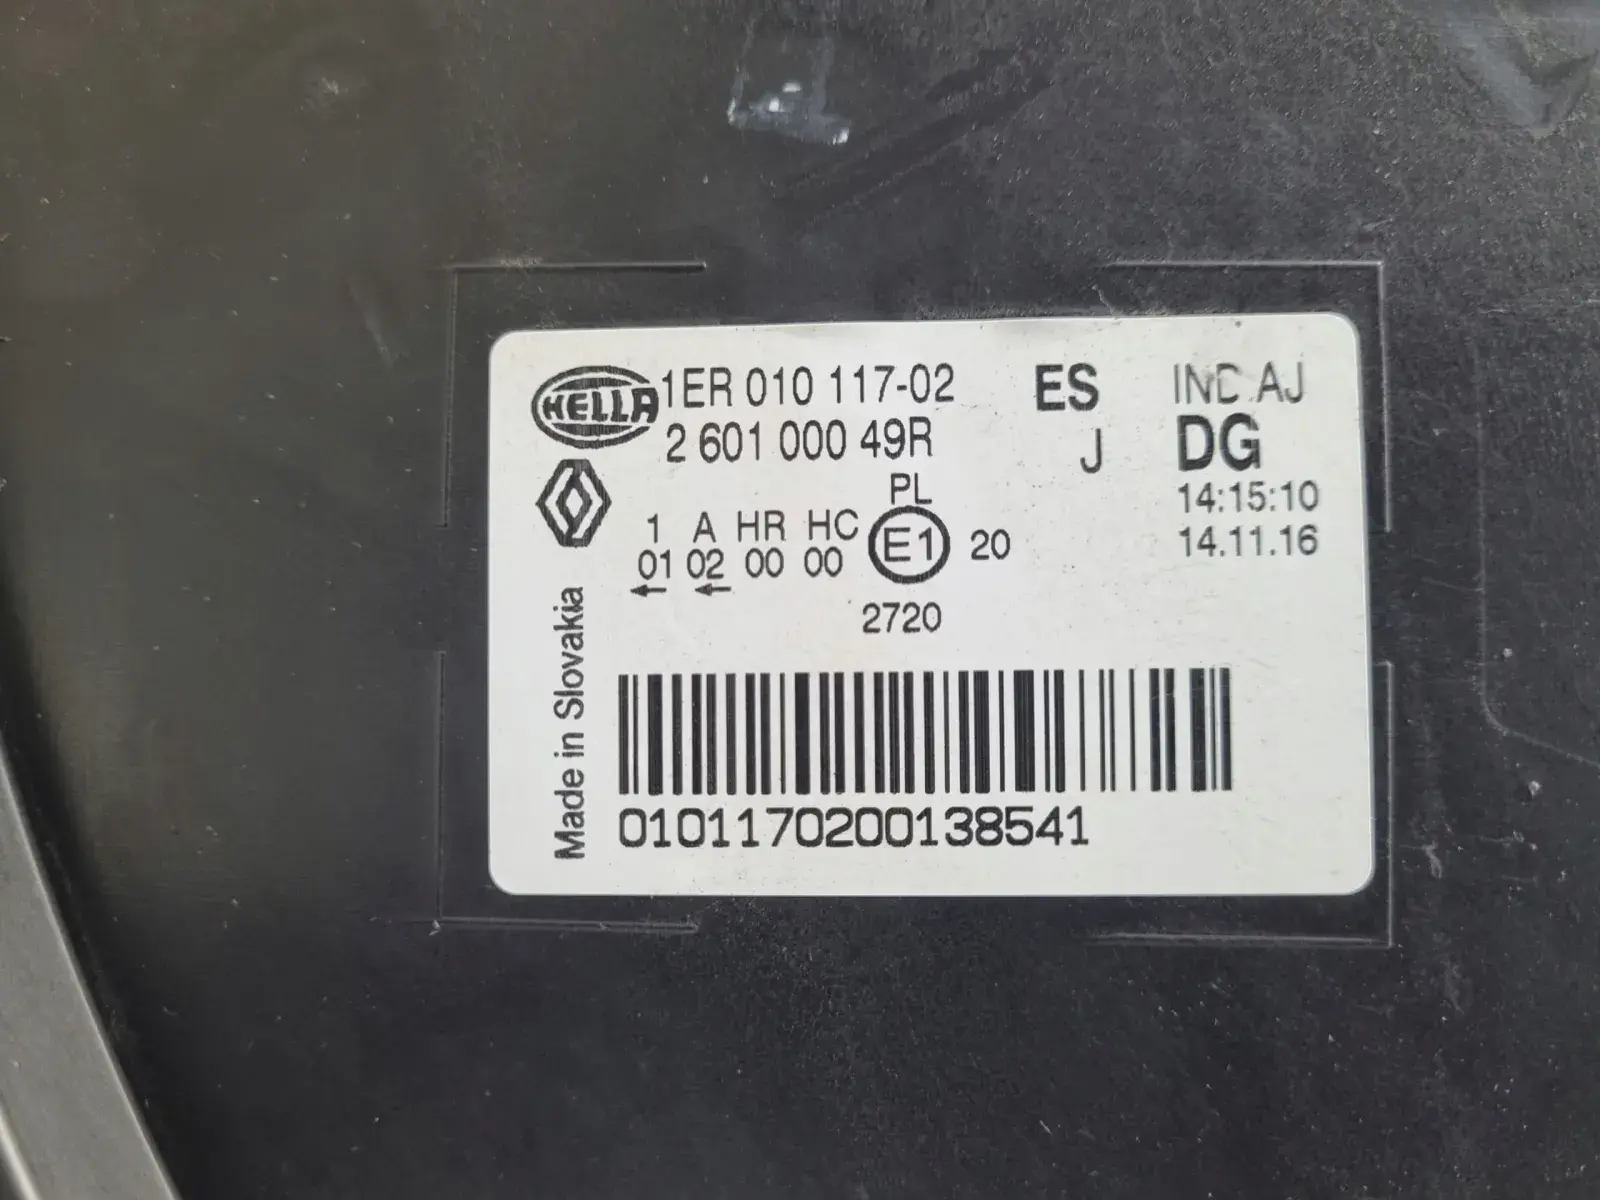 HELLA 1ER 010 117-02 ES INC AJ
2 601 000 49R J DG
PL
14:15:10
1 A HR HC E1 20
01 02 00 00 14.11.16
2720
Made in Slovakia
0101170200138541